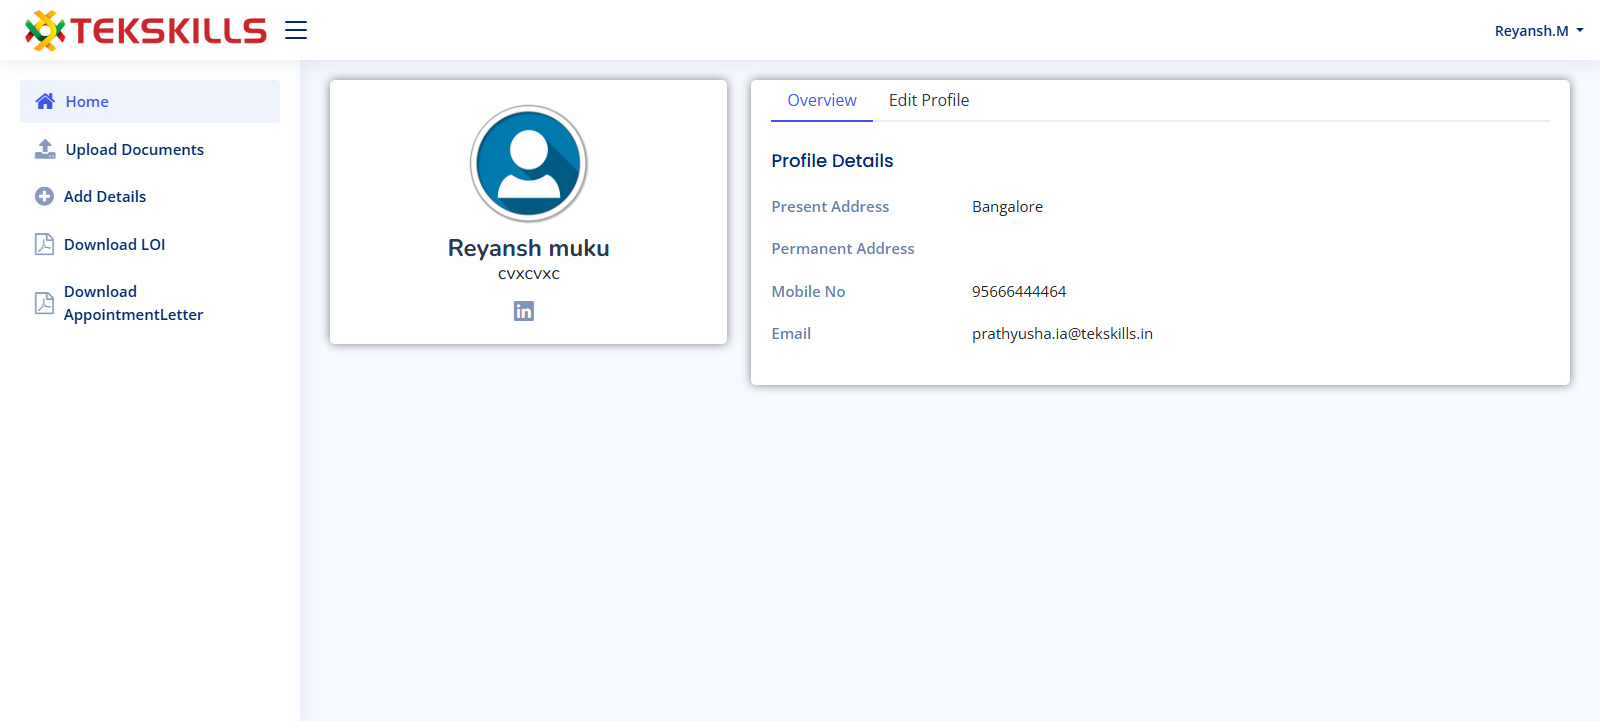 TEKSKILLS
Reyansh.M
Home
Upload Documents
Add Details
Download LOI
Download
AppointmentLetter
Reyansh muku
cvxcvxc
in
Overview Edit Profile
Profile Details
Present Address Bangalore
Permanent Address
Mobile No 95666444464
Email prathyusha.ia@tekskills.in